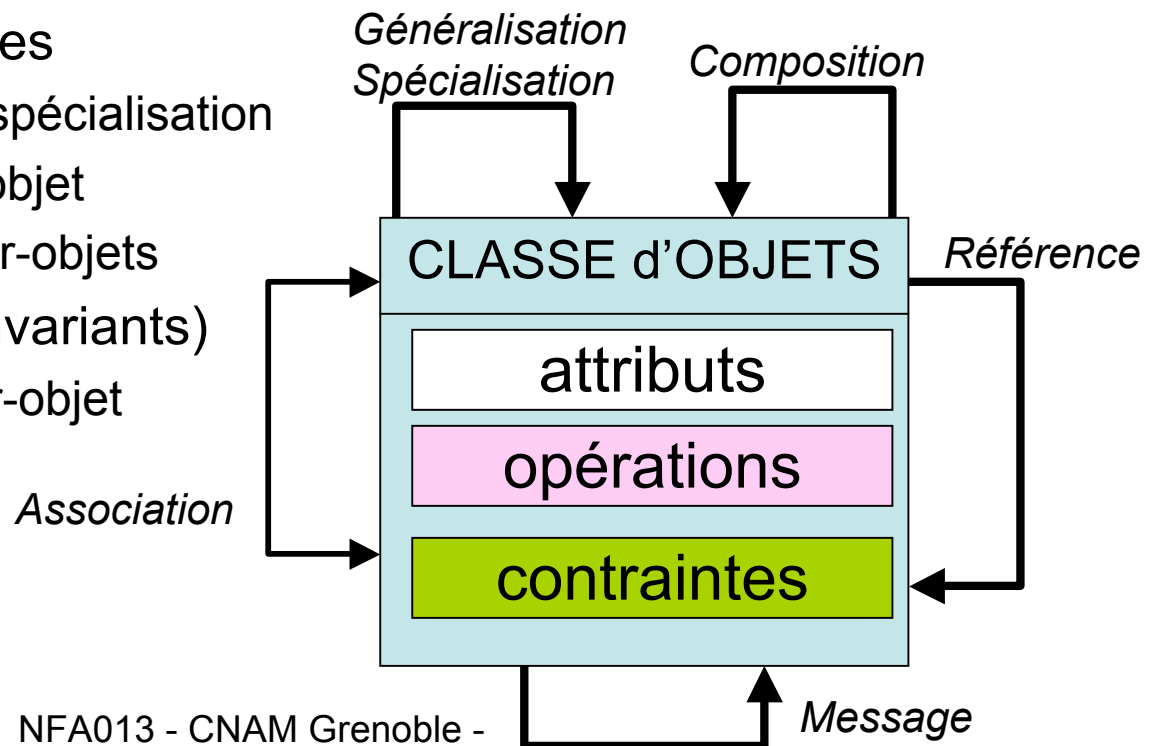 es
spécialisation
objet
r-objets
variants)
r-objet
Généralisation
Spécialisation
Composition
CLASSE d'OBJETS
Référence
attributs
opérations
contraintes
Association
Message
NFA013 - CNAM Grenoble -